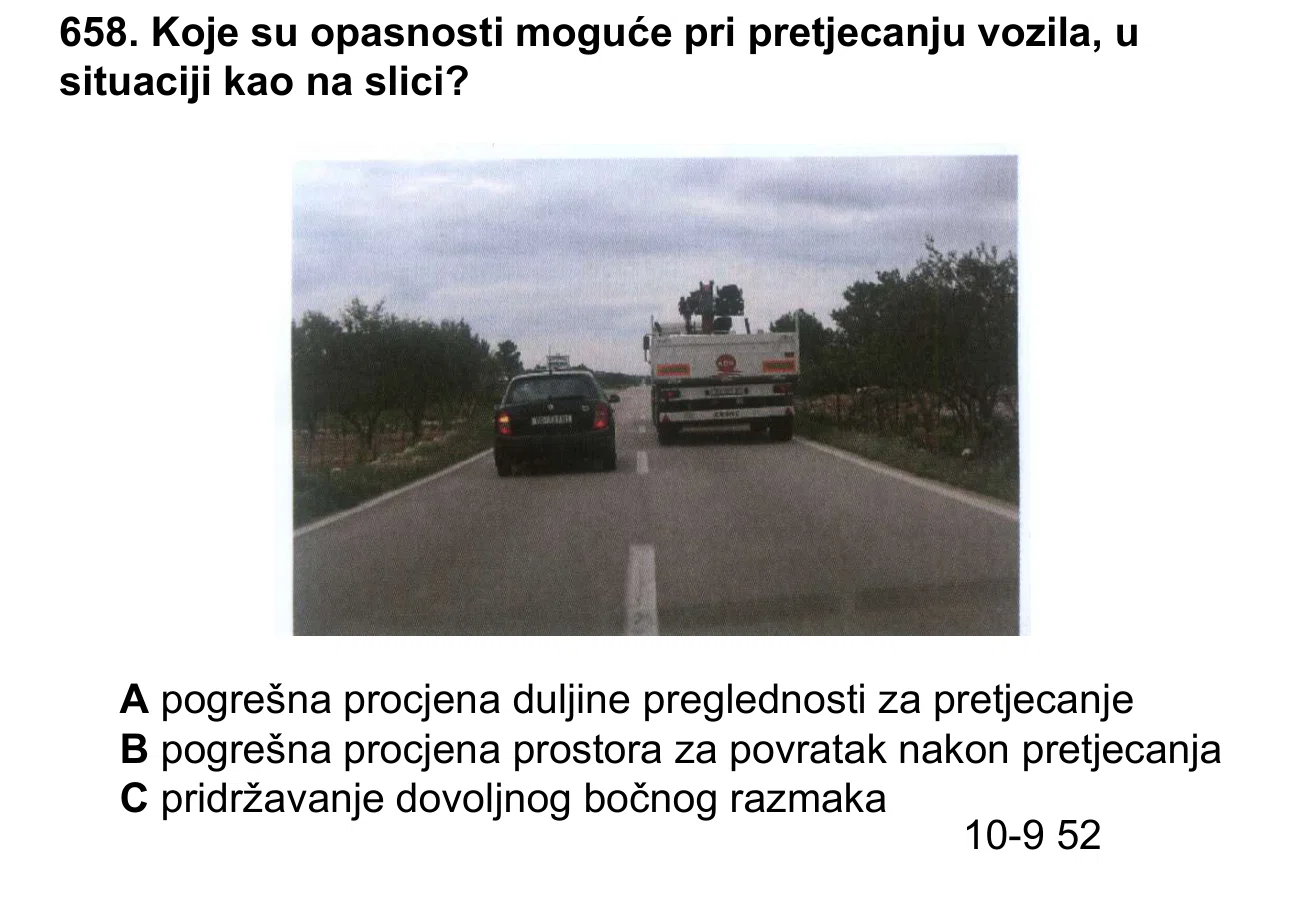 658. Koje su opasnosti moguće pri pretjecanju vozila, u
situaciji kao na slici?
A pogrešna procjena duljine preglednosti za pretjecanje
B pogrešna procjena prostora za povratak nakon pretjecanja
C pridržavanje dovoljnog bočnog razmaka
10-9 52